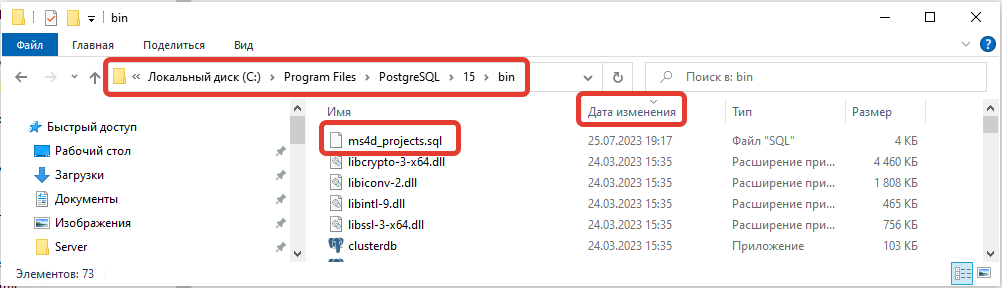 bin
Файл Главная Поделиться Вид
« Локальный диск (C:) > Program Files > PostgreSQL > 15 > bin
Поиск в: bin
Имя Дата изменения Тип Размер
Быстрый доступ
Рабочий стол
Загрузки
Документы
Изображения
Server
ms4d_projects.sql 25.07.2023 19:17 Файл "SQL" 4 КБ
libcrypto-3-x64.dll 24.03.2023 15:35 Расширение при... 4 460 КБ
libiconv-2.dll 24.03.2023 15:35 Расширение при... 1 808 КБ
libintl-9.dll 24.03.2023 15:35 Расширение при... 465 КБ
libssl-3-x64.dll 24.03.2023 15:35 Расширение при... 756 КБ
clusterdb 24.03.2023 15:35 Приложение 103 КБ
Элементов: 73